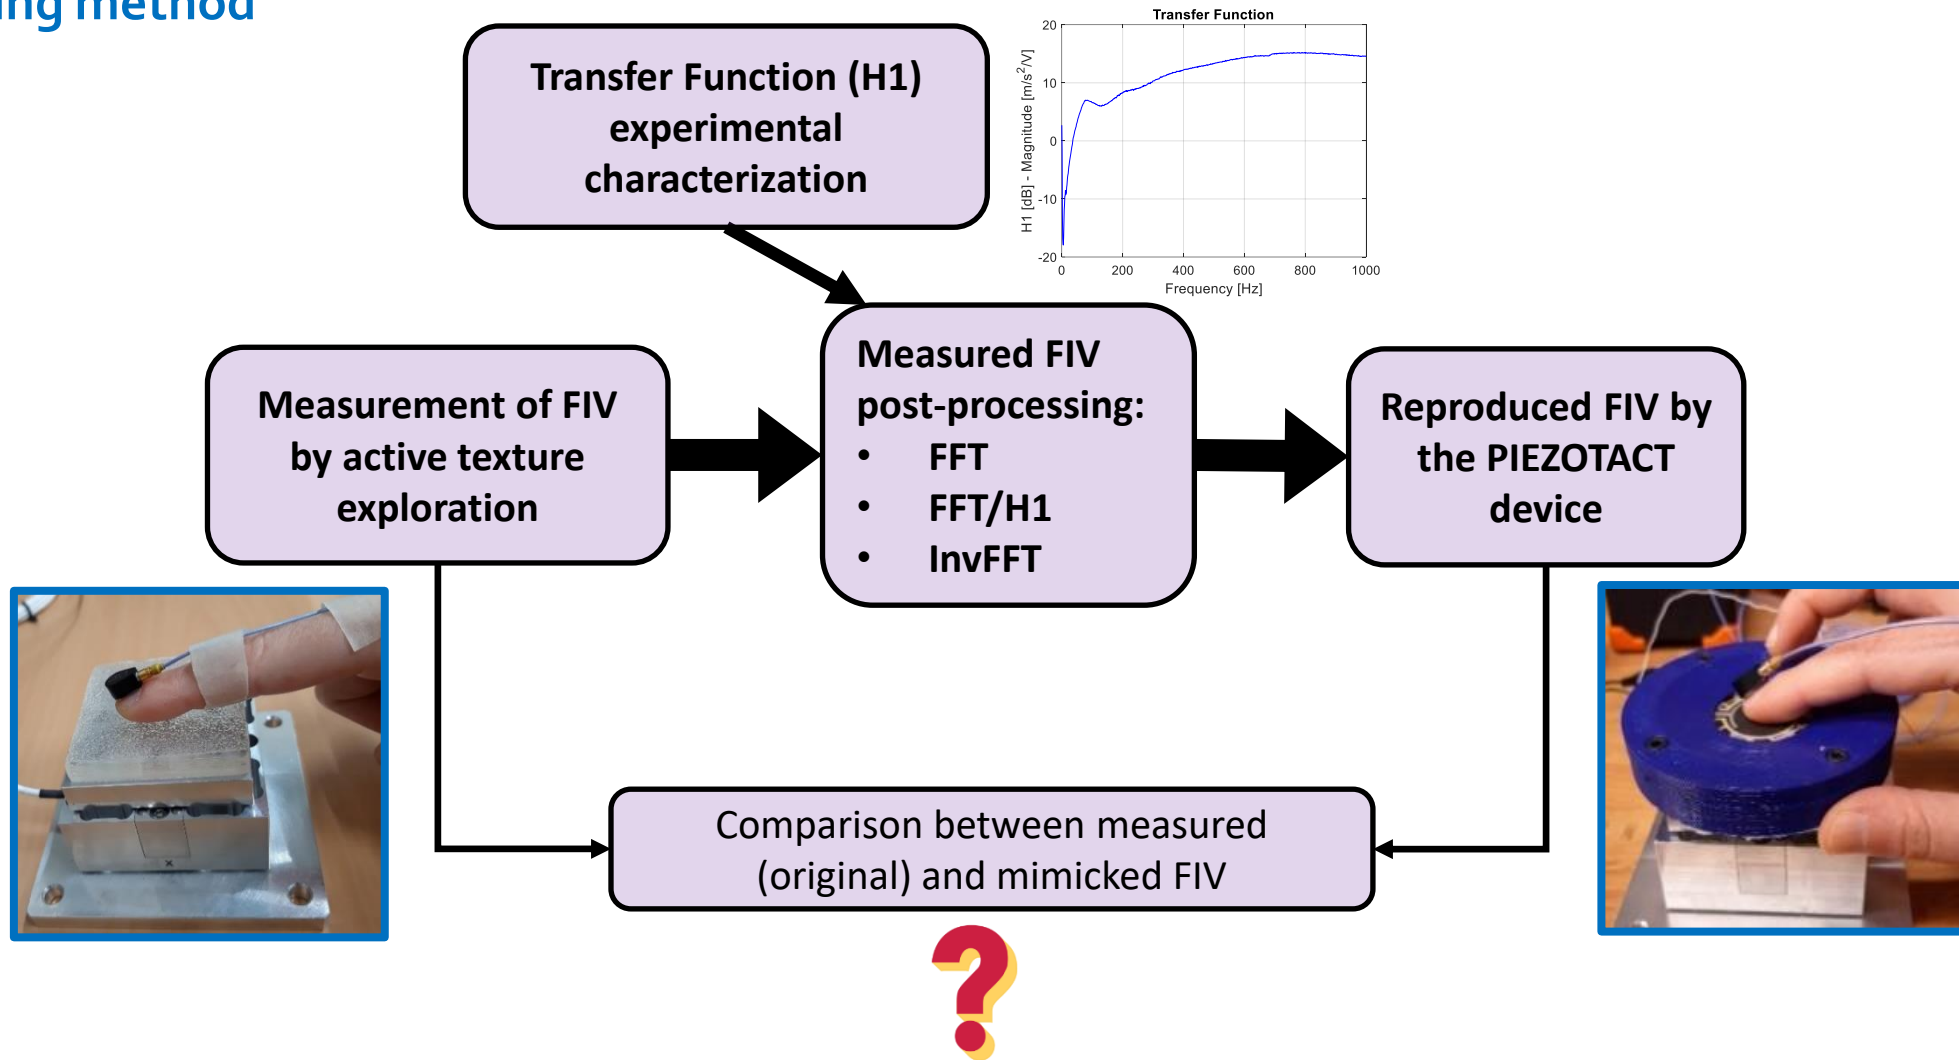 ing method
Transfer Function (H1)
experimental
characterization
Transfer Function
20
10
0
-10
-20
H1 [dB] - Magnitude [m/s²/V]
0 200 400 600 800 1000
Frequency [Hz]
Measurement of FIV
by active texture
exploration
Measured FIV
post-processing:
• FFT
• FFT/H1
• InvFFT
Reproduced FIV by
the PIEZOTACT
device
Comparison between measured
(original) and mimicked FIV
?